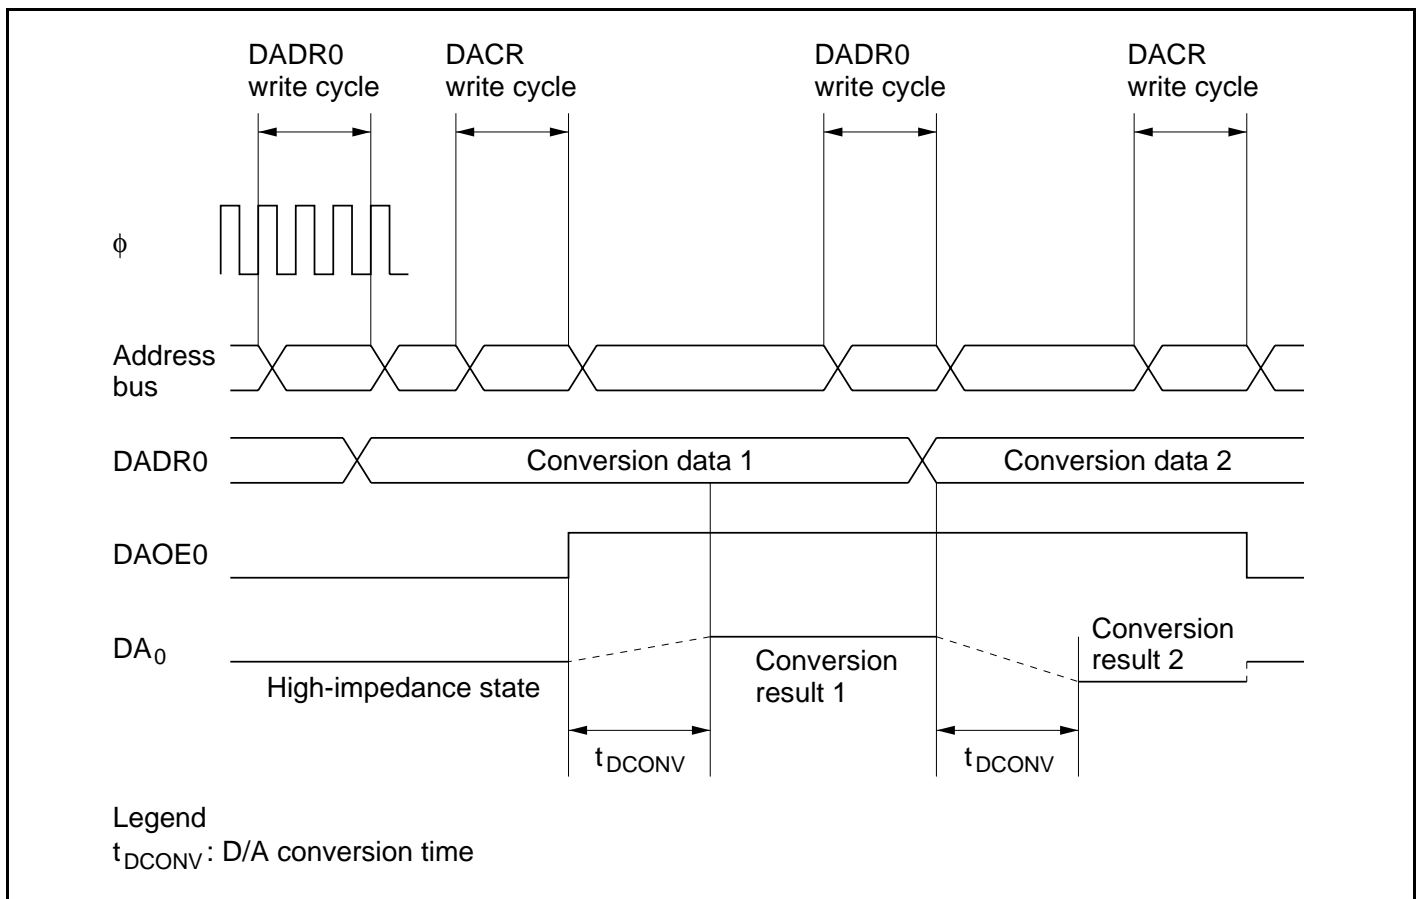 DADR0
write cycle
DACR
write cycle
DADR0
write cycle
DACR
write cycle
ϕ
Address
bus
DADR0
Conversion data 1
Conversion data 2
DAOE0
DA0
High-impedance state
Conversion
result 1
Conversion
result 2
tDCONV
tDCONV
Legend
tDCONV : D/A conversion time